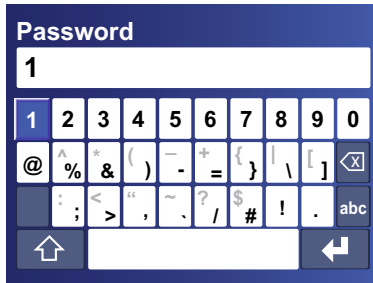 Password
1
1 2 3 4 5 6 7 8 9 0
@ ^ % * & ( ) _ - + = { } | \ [ ]
: ; < > “ , ~ ` ? / $ # ! . abc